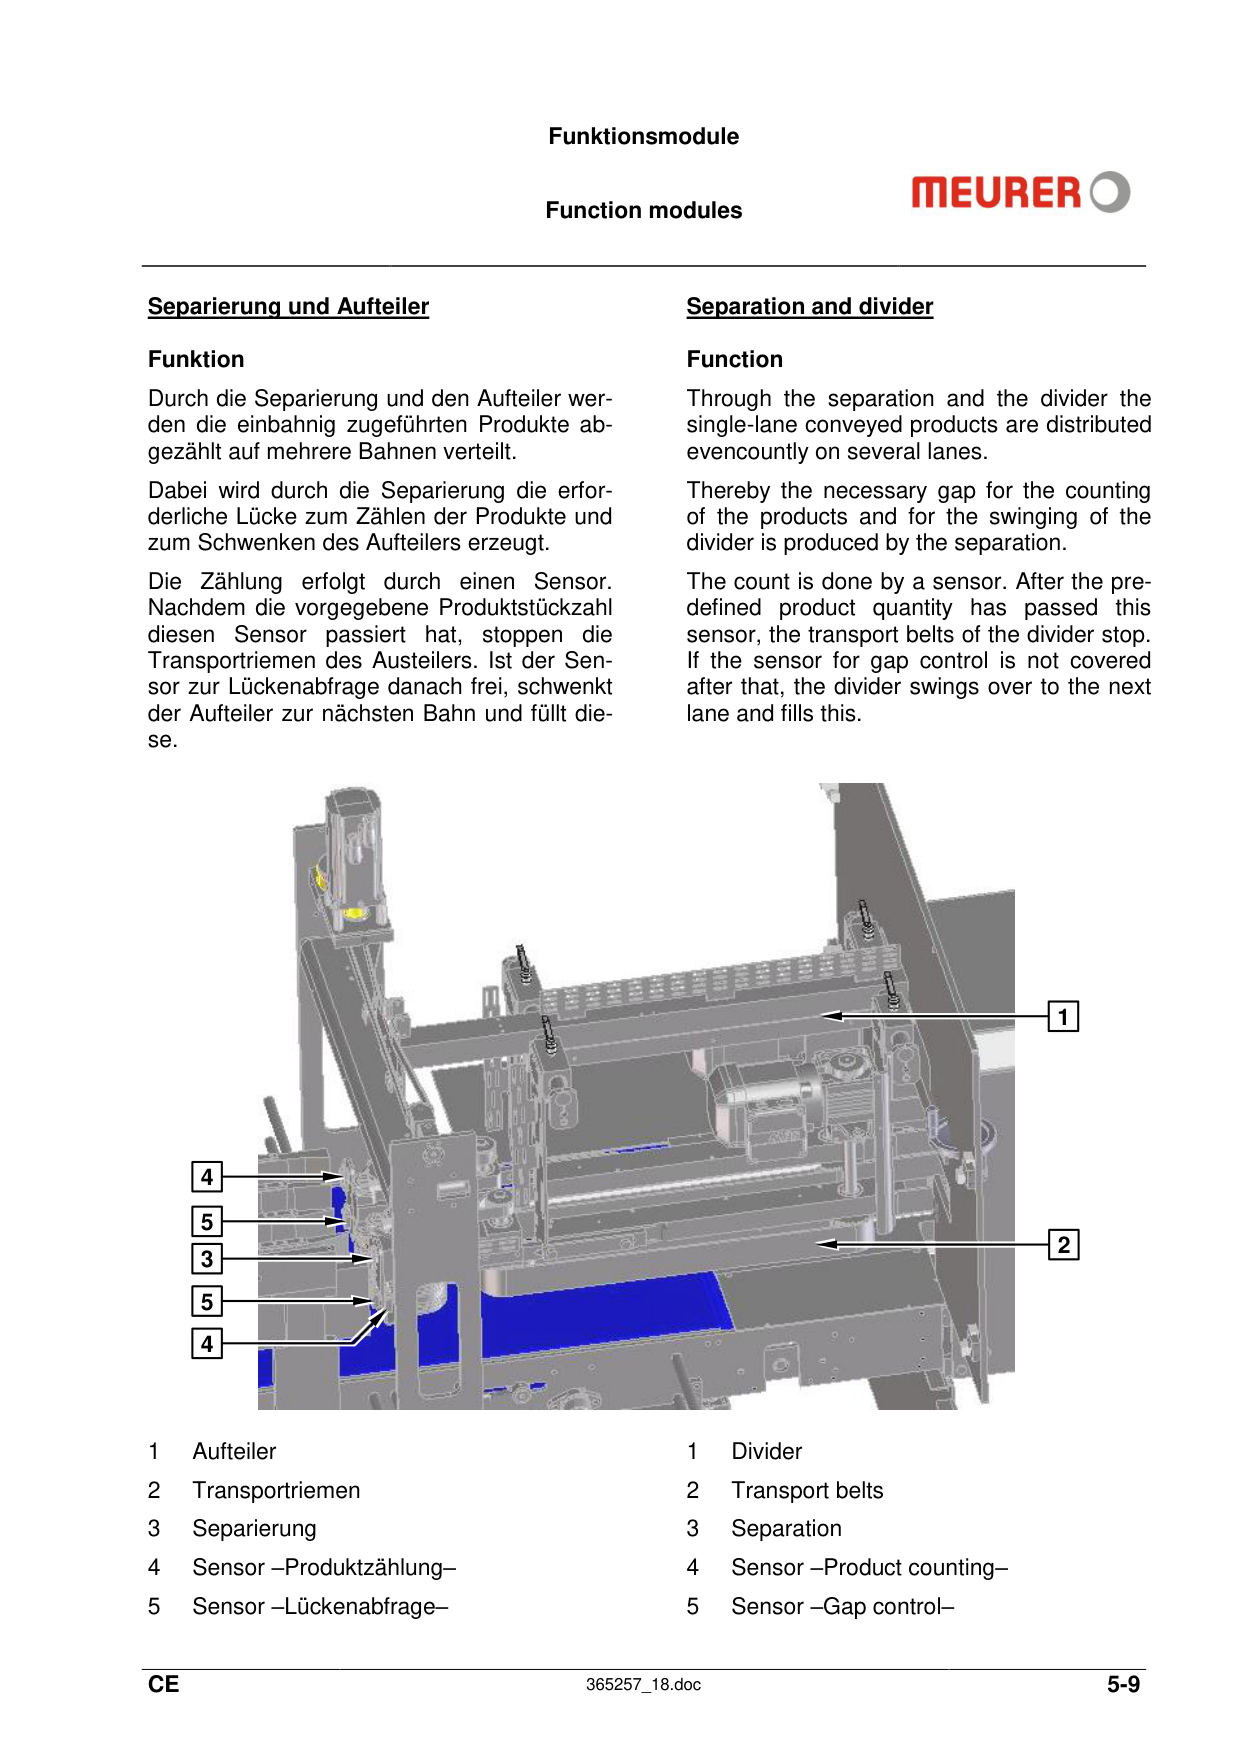 Funktionsmodule
Function modules
MEURER
Separierung und Aufteiler
Funktion
Durch die Separierung und den Aufteiler wer-
den die einbahnig zugeführten Produkte ab-
gezählt auf mehrere Bahnen verteilt.
Dabei wird durch die Separierung die erfor-
derliche Lücke zum Zählen der Produkte und
zum Schwenken des Aufteilers erzeugt.
Die Zählung erfolgt durch einen Sensor.
Nachdem die vorgegebene Produktstückzahl
diesen Sensor passiert hat, stoppen die
Transportriemen des Austeilers. Ist der Sen-
sor zur Lückenabfrage danach frei, schwenkt
der Aufteiler zur nächsten Bahn und füllt die-
se.
Separation and divider
Function
Through the separation and the divider the
single-lane conveyed products are distributed
evencountly on several lanes.
Thereby the necessary gap for the counting
of the products and for the swinging of the
divider is produced by the separation.
The count is done by a sensor. After the pre-
defined product quantity has passed this
sensor, the transport belts of the divider stop.
If the sensor for gap control is not covered
after that, the divider swings over to the next
lane and fills this.
1
4
5
3
2
5
4
1 Aufteiler
2 Transportriemen
3 Separierung
4 Sensor –Produktzählung–
5 Sensor –Lückenabfrage–
1 Divider
2 Transport belts
3 Separation
4 Sensor –Product counting–
5 Sensor –Gap control–
CE
365257_18.doc
5-9